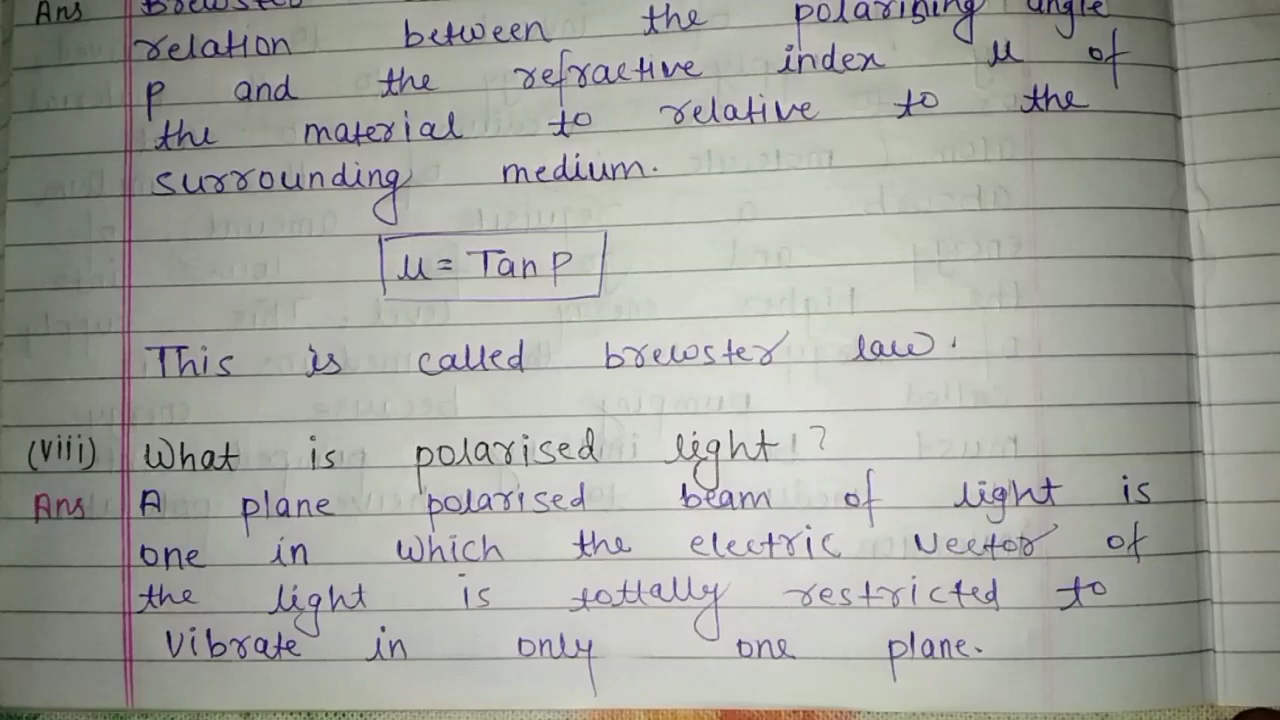 Ans Brewster
relation between the polarising angle
p and the refractive index μ of
the material to relative to the
surrounding medium.
μ = Tan p
This is called brewster law.
(viii) What is polarised light?
Ans A plane polarised beam of light is
one in which the electric vector of
the light is tottally restricted to
vibrate in only one plane.